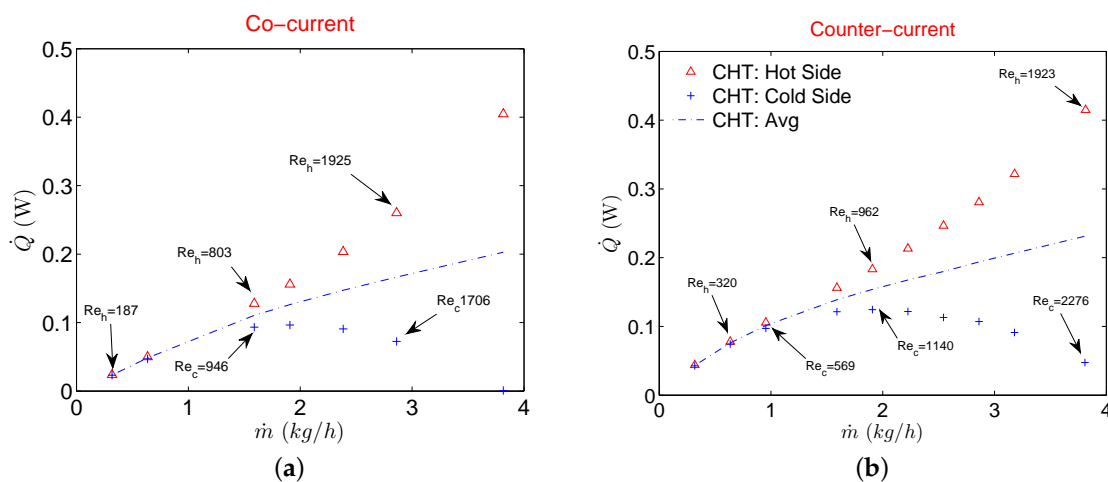 Co−current
0.5
0.4
0.3
0.2
0.1
0
0
1
2
3
4
Q̇ (W)
ṁ (kg/h)
Re_h=187
Re_h=803
Re_h=1925
Re_c=946
Re_c1706
(a)
Counter−current
0.5
0.4
0.3
0.2
0.1
0
0
1
2
3
4
Q̇ (W)
ṁ (kg/h)
CHT: Hot Side
CHT: Cold Side
CHT: Avg
Re_h=1923
Re_h=962
Re_h=320
Re_c=2276
Re_c=1140
Re_c=569
(b)